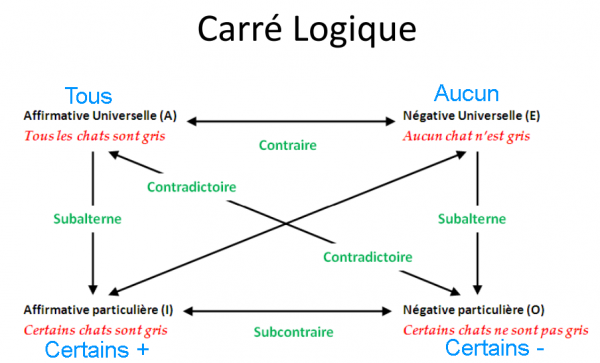 Carré Logique
Tous
Aucun
Affirmative Universelle (A)
Négative Universelle (E)
Tous les chats sont gris
Aucun chat n'est gris
Contraire
Contradictoire
Subalterne
Subalterne
Contradictoire
Affirmative particulière (I)
Négative particulière (O)
Certains chats sont gris
Certains chats ne sont pas gris
Subcontraire
Certains +
Certains -